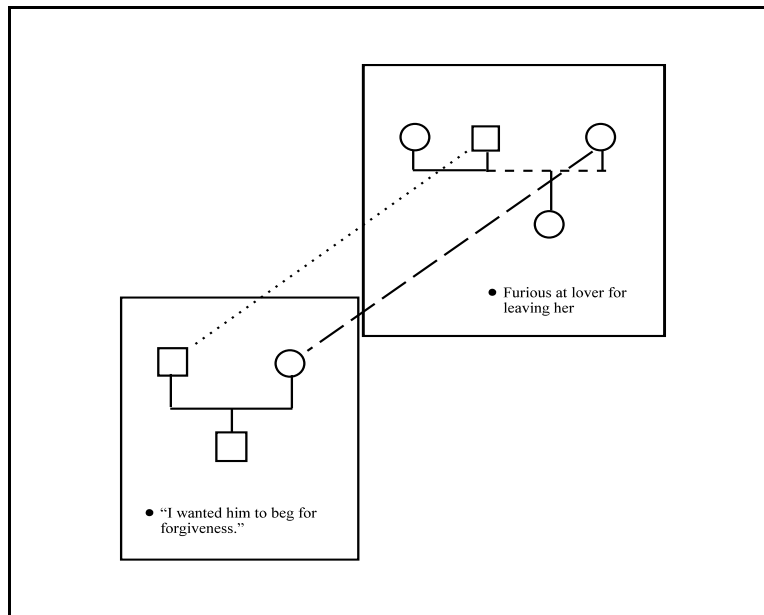 ● Furious at lover for
leaving her
● “I wanted him to beg for
forgiveness.”